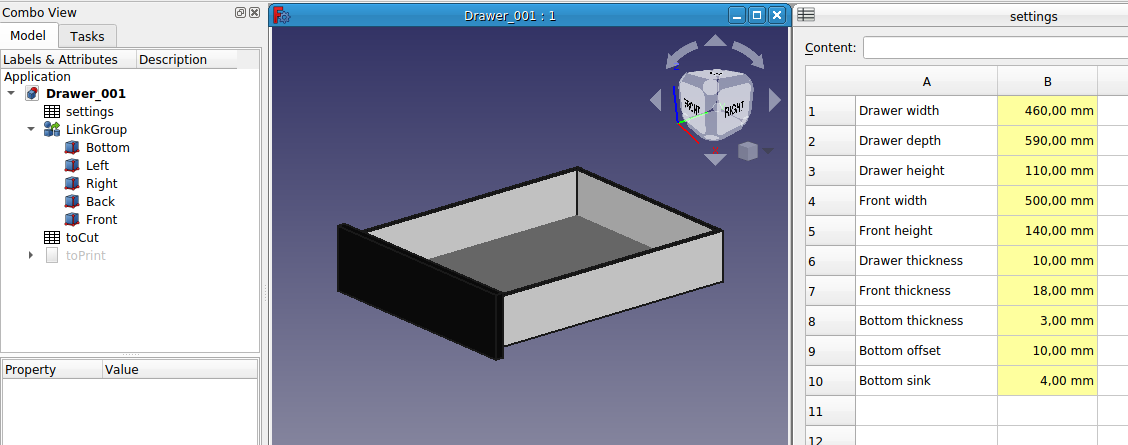 Combo View
Model Tasks
Labels & Attributes Description
Application
Drawer_001
settings
LinkGroup
Bottom
Left
Right
Back
Front
toCut
toPrint
Property Value
Drawer_001 : 1
RIGHT
settings
Content:
A B
1 Drawer width 460,00 mm
2 Drawer depth 590,00 mm
3 Drawer height 110,00 mm
4 Front width 500,00 mm
5 Front height 140,00 mm
6 Drawer thickness 10,00 mm
7 Front thickness 18,00 mm
8 Bottom thickness 3,00 mm
9 Bottom offset 10,00 mm
10 Bottom sink 4,00 mm
11
12